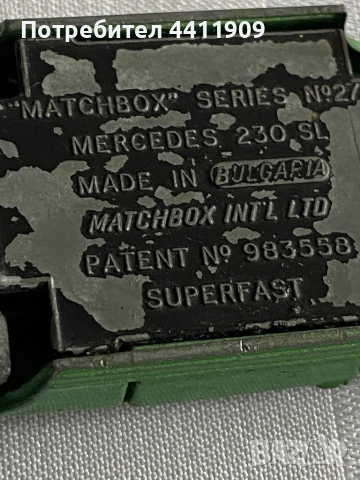 Потребител 4411909
"MATCHBOX" SERIES Nº27
MERCEDES 230 SL
MADE IN BULGARIA
MATCHBOX INT'L LTD
PATENT Nº 983558
SUPERFAST